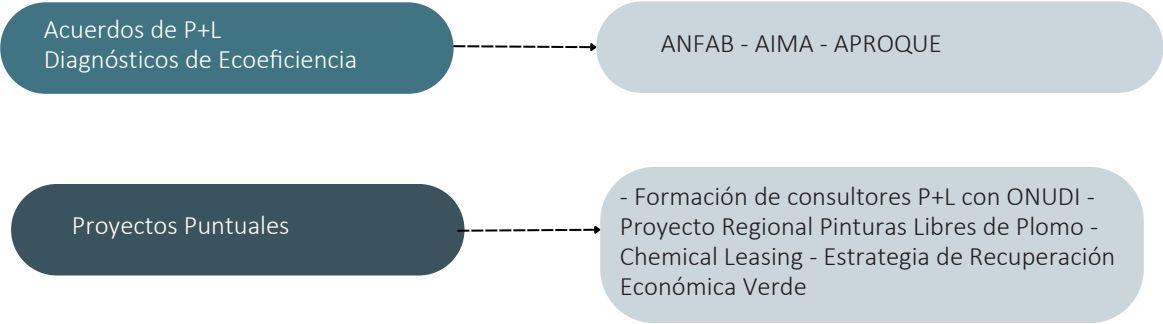 Acuerdos de P+L
Diagnósticos de Ecoeficiencia
ANFAB - AIMA - APROQUE
Proyectos Puntuales
- Formación de consultores P+L con ONUDI -
Proyecto Regional Pinturas Libres de Plomo -
Chemical Leasing - Estrategia de Recuperación
Económica Verde